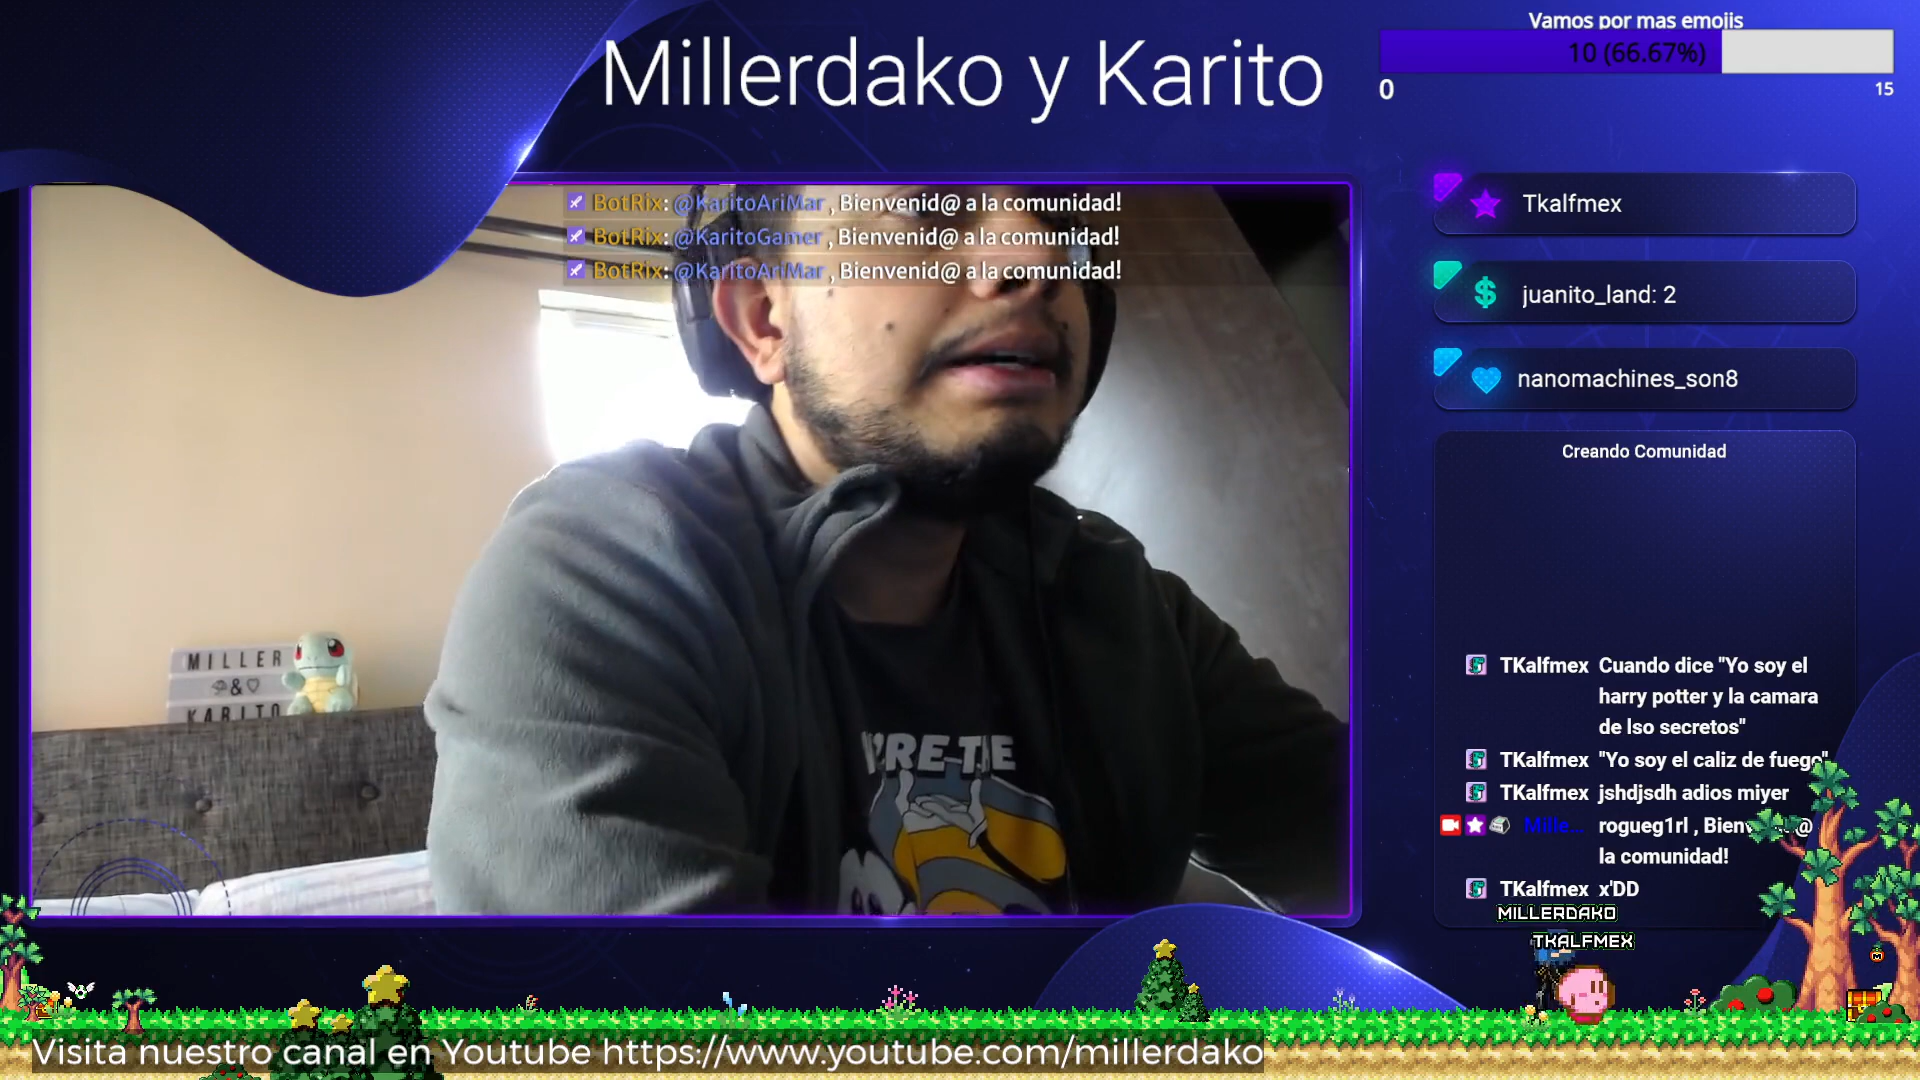 Millerdako y Karito
Vamos por mas emojis
10 (66.67%)
0
15
BotRix: @KaritoAriMar , Bienvenid@ a la comunidad!
BotRix: @KaritoGamer , Bienvenid@ a la comunidad!
BotRix: @KaritoAriMar , Bienvenid@ a la comunidad!
Tkalfmex
juanito_land: 2
nanomachines_son8
Creando Comunidad
TKalfmex Cuando dice "Yo soy el
harry potter y la camara
de lso secretos"
TKalfmex "Yo soy el caliz de fuego"
TKalfmex jshdjsdh adios miyer
Mille... rogueg1rl ,
la comunidad!
TKalfmex x'DD
MILLERDAKO
TKALFMEX
MILLER
&
KARITO
Visita nuestro canal en Youtube https://www.youtube.com/millerdako